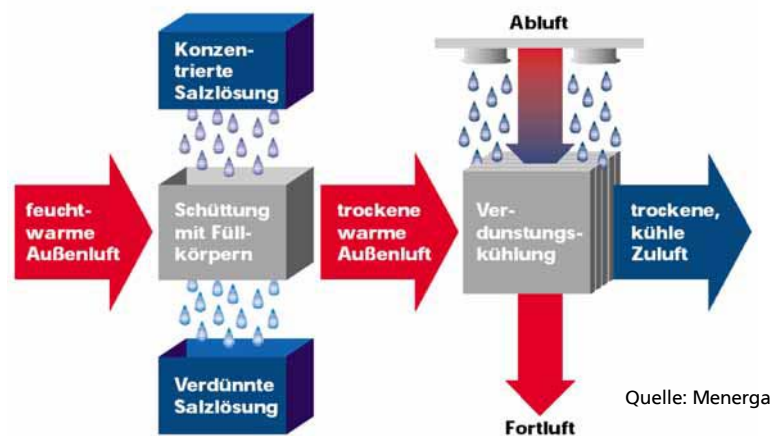 Konzen-
trierte
Salzlösung
Abluft
feucht-
warme
Außenluft
Schüttung
mit Füll-
körpern
trockene
warme
Außenluft
Ver-
dunstungs-
kühlung
trockene,
kühle
Zuluft
Verdünnte
Salzlösung
Quelle: Menerga
Fortluft